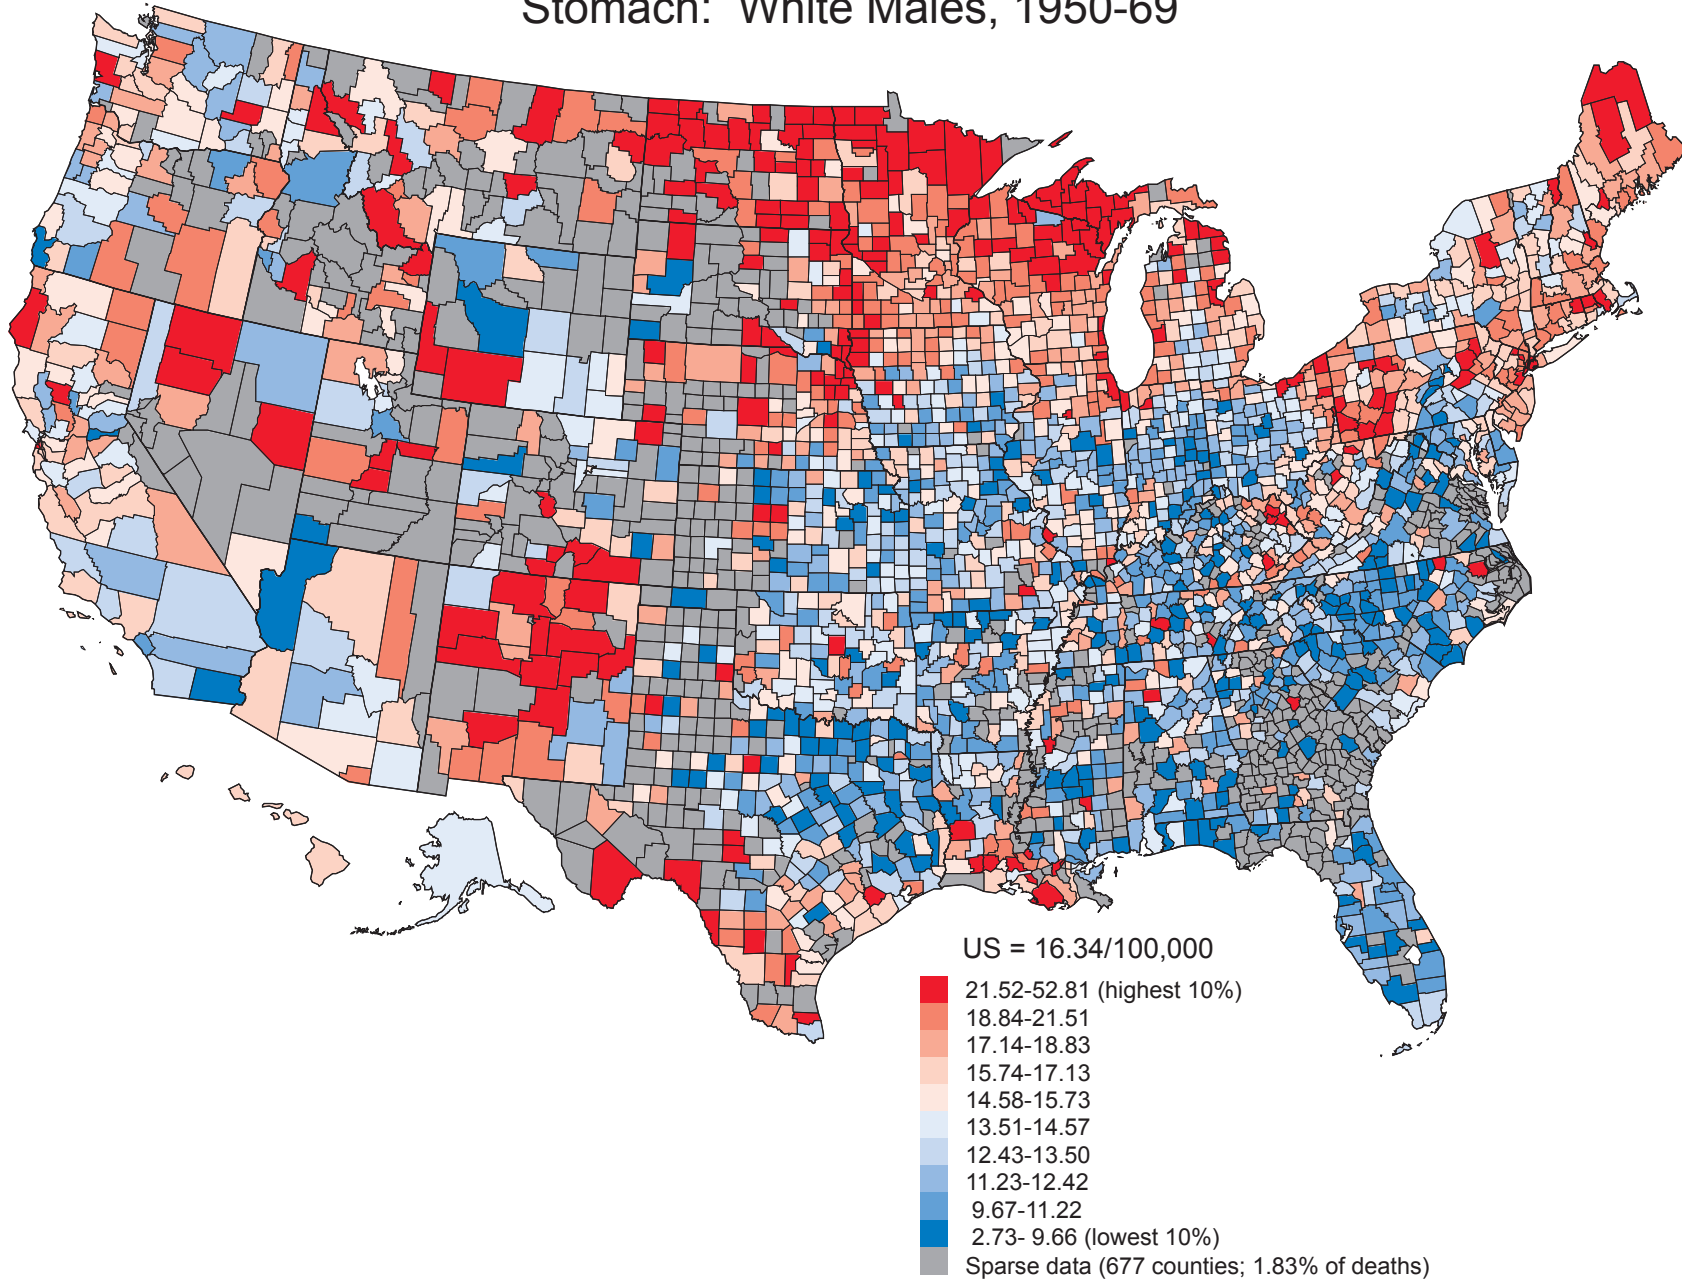 Stomach: White Males, 1950-69
US = 16.34/100,000
21.52-52.81 (highest 10%)
18.84-21.51
17.14-18.83
15.74-17.13
14.58-15.73
13.51-14.57
12.43-13.50
11.23-12.42
9.67-11.22
2.73- 9.66 (lowest 10%)
Sparse data (677 counties; 1.83% of deaths)